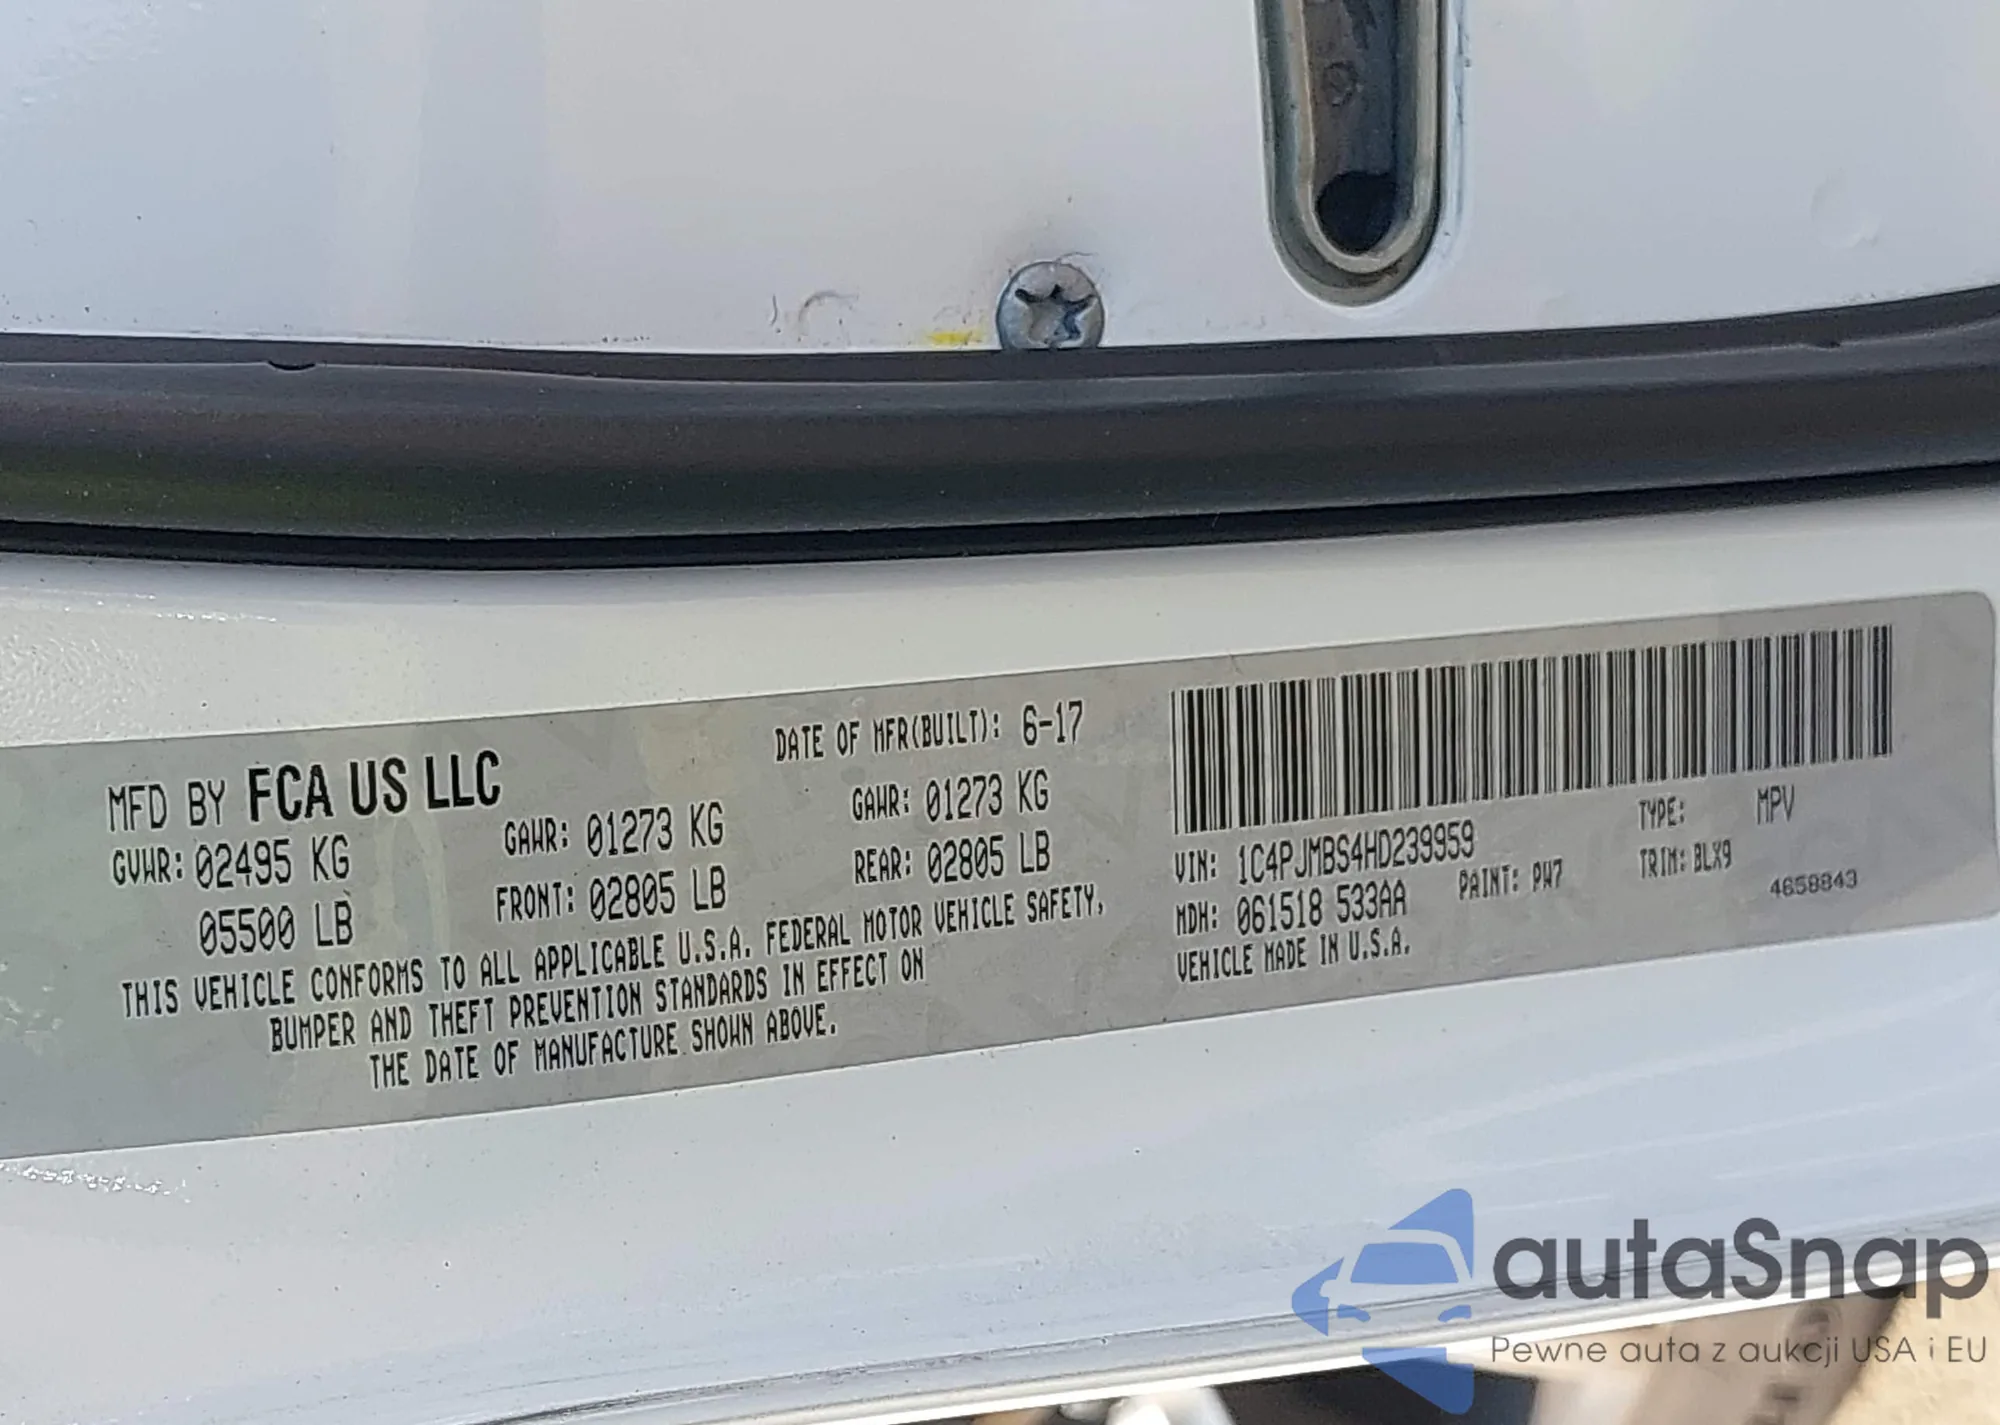 MFD BY FCA US LLC
DATE OF MFR(BUILT): 6-17
GVWR: 02495 KG
GAWR: 01273 KG
GAWR: 01273 KG
05500 LB
FRONT: 02805 LB
REAR: 02805 LB
THIS VEHICLE CONFORMS TO ALL APPLICABLE U.S.A. FEDERAL MOTOR VEHICLE SAFETY,
BUMPER AND THEFT PREVENTION STANDARDS IN EFFECT ON
THE DATE OF MANUFACTURE SHOWN ABOVE.
VIN: 1C4PJMBS4HD239959
TYPE: MPV
MDH: 061518 533AA
PAINT: PW7
TRIM: BLX9
VEHICLE MADE IN U.S.A.
4658843
autaSnap
Pewne auta z aukcji USA i EU